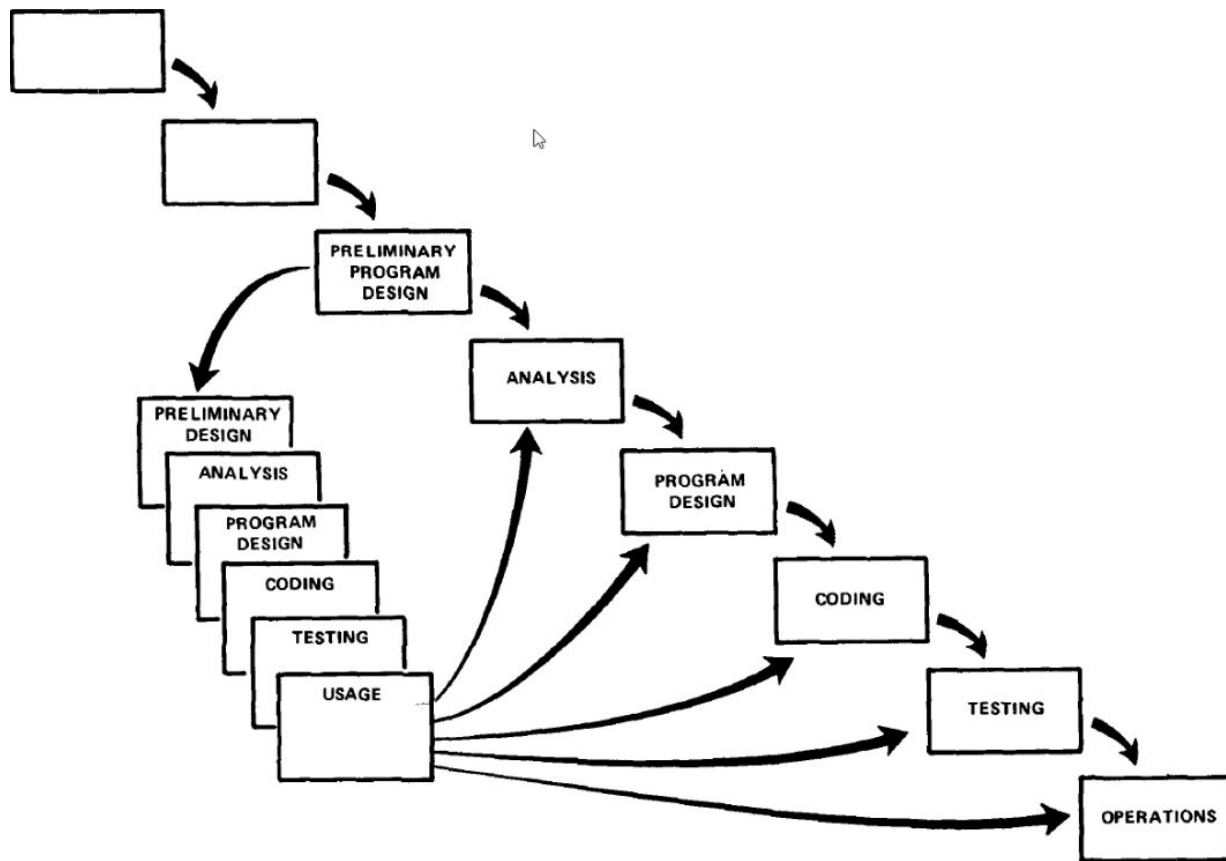 PRELIMINARY
PROGRAM
DESIGN
ANALYSIS
PROGRAM
DESIGN
CODING
TESTING
OPERATIONS
PRELIMINARY
DESIGN
ANALYSIS
PROGRAM
DESIGN
CODING
TESTING
USAGE